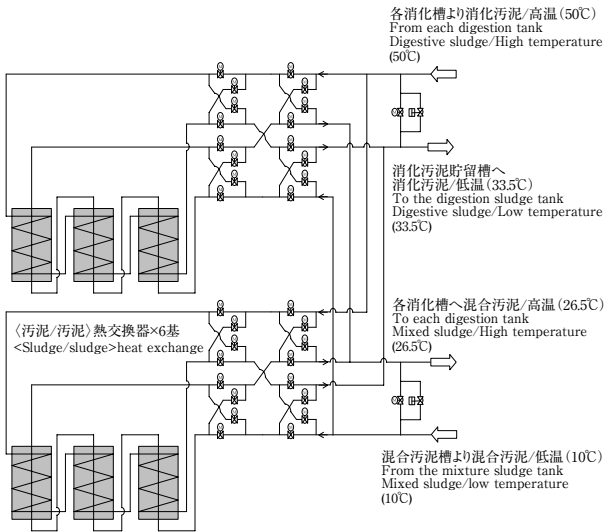 各消化槽より消化汚泥/高温(50℃)
From each digestion tank
Digestive sludge/High temperature
(50℃)
消化汚泥貯留槽へ
消化汚泥/低温(33.5℃)
To the digestion sludge tank
Digestive sludge/Low temperature
(33.5℃)
各消化槽へ混合汚泥/高温(26.5℃)
To each digestion tank
Mixed sludge/High temperature
(26.5℃)
〈汚泥/汚泥〉熱交換器×6基
<Sludge/sludge>heat exchange
混合汚泥槽より混合汚泥/低温(10℃)
From the mixture sludge tank
Mixed sludge/low temperature
(10℃)